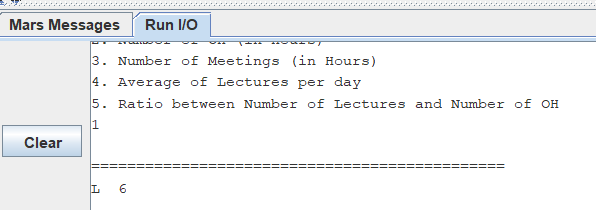 Mars Messages Run I/O
2. Number of OH (in Hours)
3. Number of Meetings (in Hours)
4. Average of Lectures per day
5. Ratio between Number of Lectures and Number of OH
1
Clear
==============================================
L 6